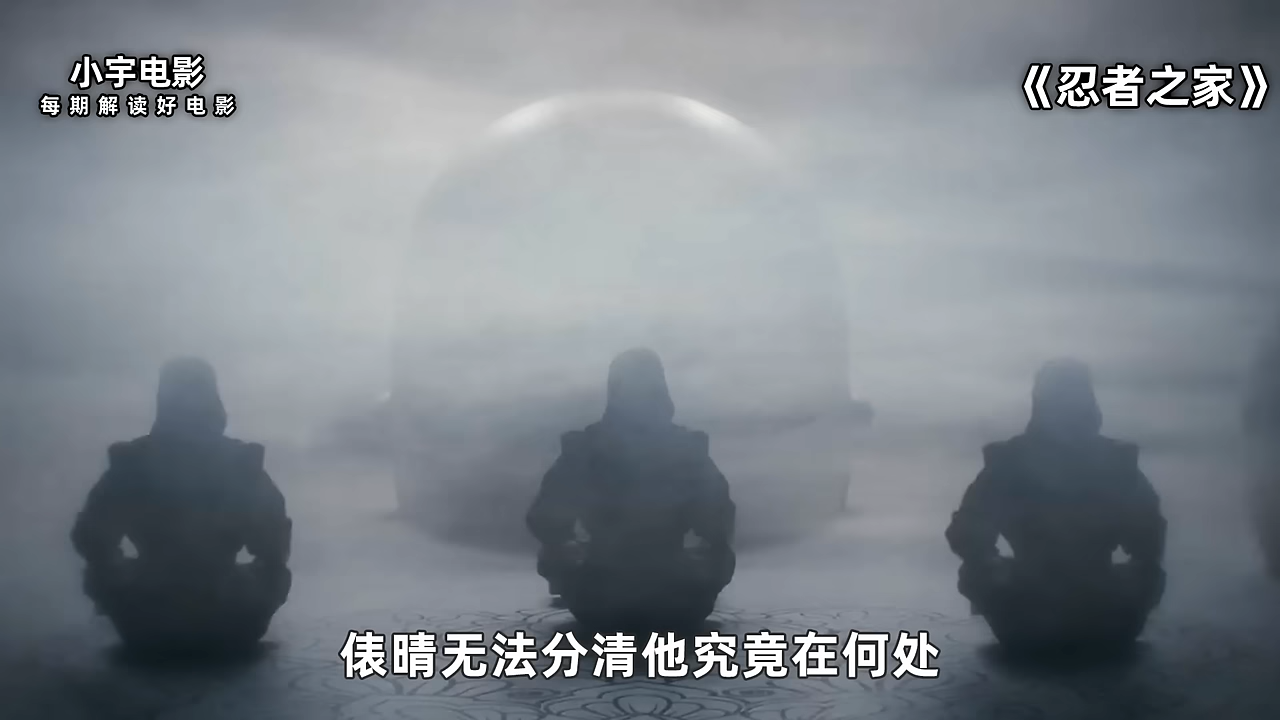 小宇电影
每期解读好电影
《忍者之家》
俵晴无法分清他究竟在何处